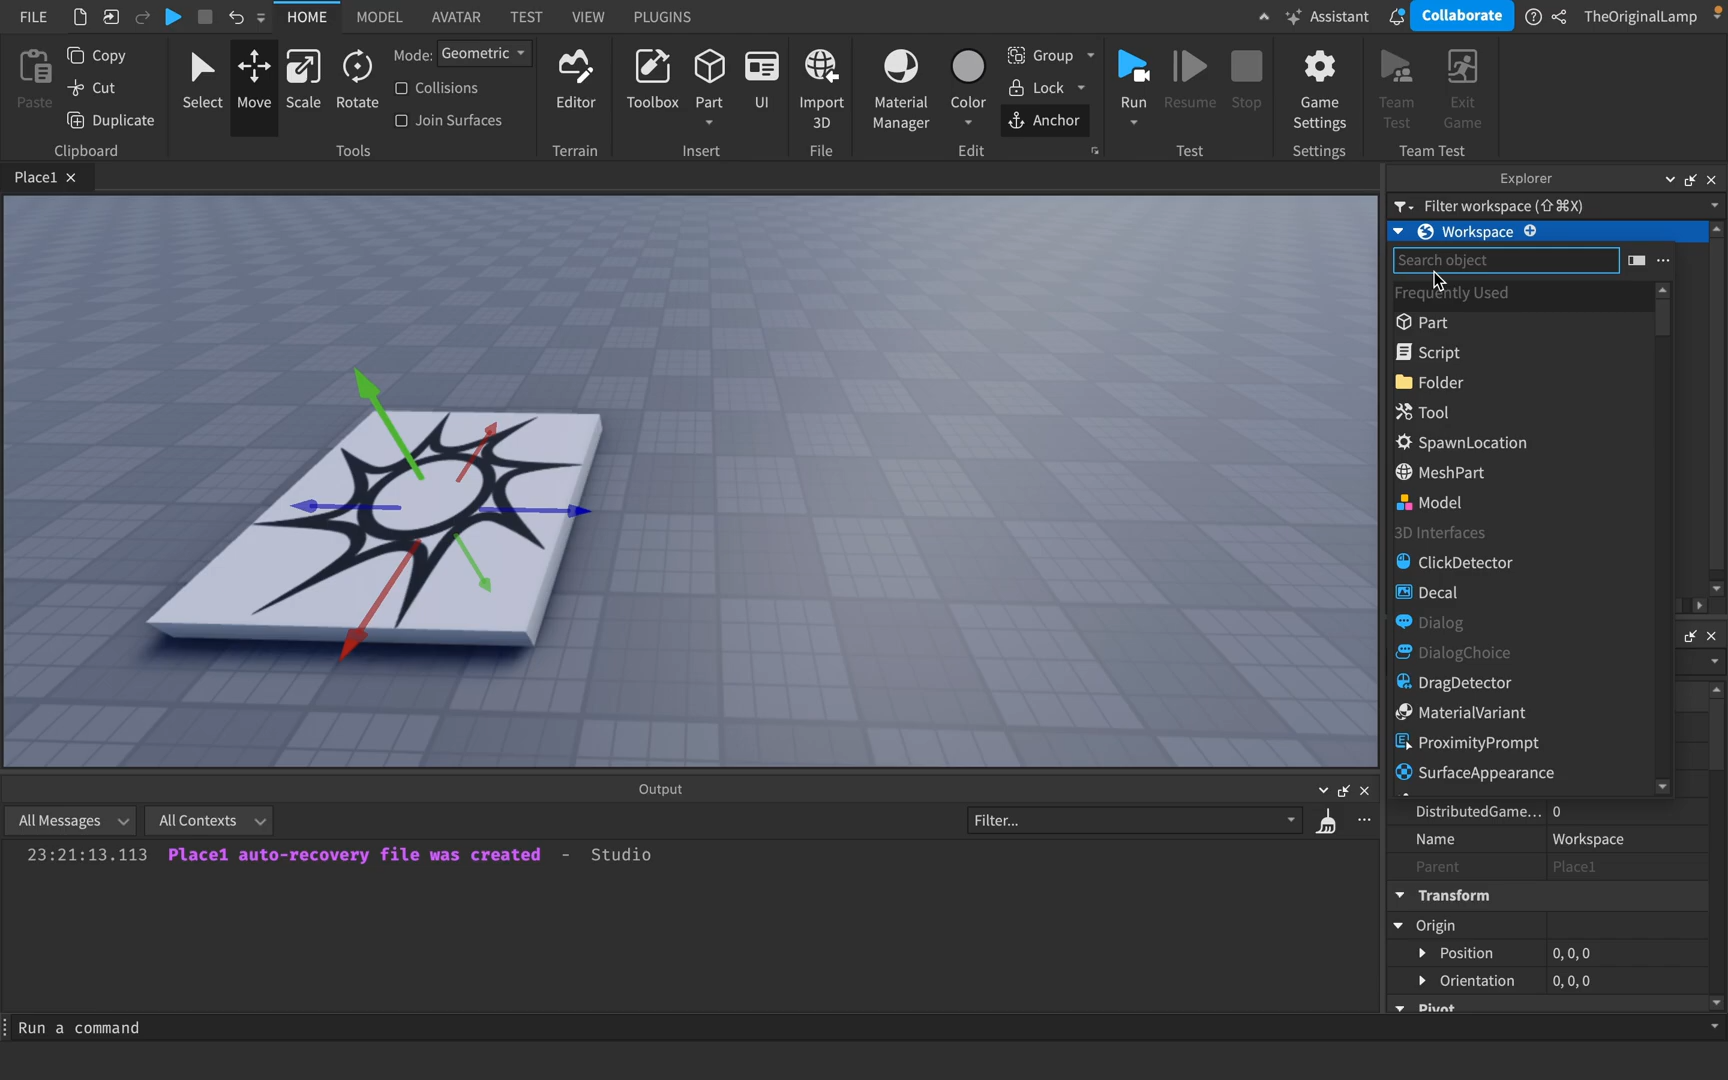 FILE HOME MODEL AVATAR TEST VIEW PLUGINS Assistant Collaborate TheOriginalLamp
Paste Copy Cut Duplicate Clipboard
Select Move Scale Rotate Mode: Geometric Collisions Join Surfaces Tools
Editor Terrain
Toolbox Part UI Insert
Import 3D File
Material Manager Color Group Lock Anchor Edit
Run Resume Stop Test
Game Settings Settings
Team Test Exit Game Team Test
Place1
Explorer
Filter workspace (⇧⌘X)
Workspace
Search object
Frequently Used
Part
Script
Folder
Tool
SpawnLocation
MeshPart
Model
3D Interfaces
ClickDetector
Decal
Dialog
DialogChoice
DragDetector
MaterialVariant
ProximityPrompt
SurfaceAppearance
DistributedGame... 0
Name Workspace
Parent Place1
Transform
Origin
Position 0, 0, 0
Orientation 0, 0, 0
Pivot
Output
All Messages All Contexts Filter...
23:21:13.113 Place1 auto-recovery file was created - Studio
Run a command